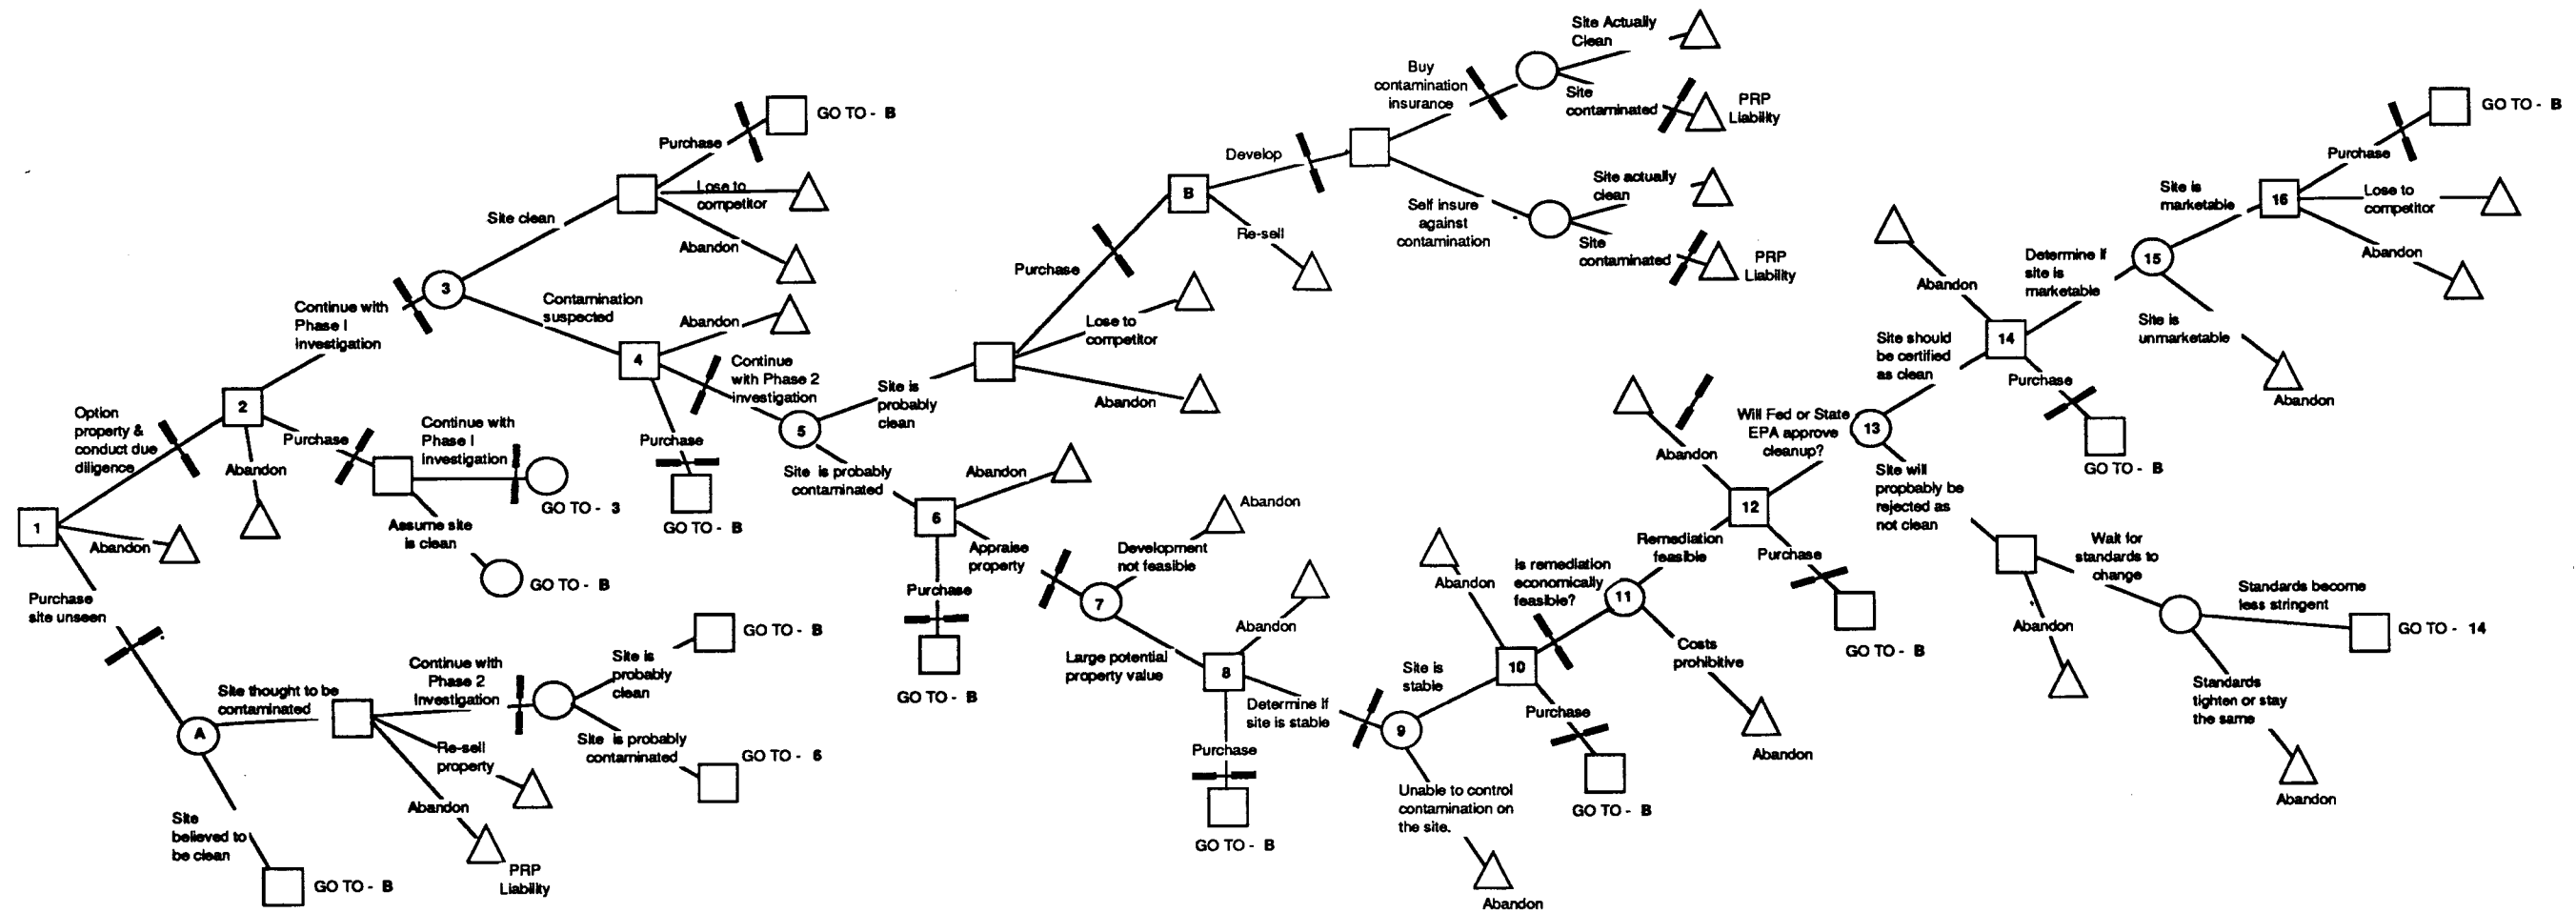 1
Option
property &
conduct due
diligence
Abandon
Purchase
site unseen
2
Continue with
Phase I
investigation
Purchase
Abandon
Continue with
Phase I
Investigation
GO TO - 3
Assume site
is clean
GO TO - B
A
Site thought to be
contaminated
Site
believed to
be clean
GO TO - B
Continue with
Phase 2
Investigation
Re-sell
property
Abandon
PRP
Liability
Site is
probably
clean
GO TO - B
Site is probably
contaminated
GO TO - 6
3
Site clean
Purchase
GO TO - B
Lose to
competitor
Abandon
Contamination
suspected
4
Abandon
Continue
with Phase 2
investigation
Purchase
GO TO - B
5
Site is
probably
clean
Purchase
Lose to
competitor
Abandon
B
Develop
Re-sell
Buy
contamination
insurance
Site Actually
Clean
Site
contaminated
PRP
Liability
Self insure
against
contamination
Site actually
clean
Site
contaminated
PRP
Liability
Site is probably
contaminated
6
Abandon
Appraise
property
Purchase
GO TO - B
7
Development
not feasible
Abandon
Large potential
property value
8
Abandon
Determine if
site is stable
Purchase
GO TO - B
9
Site is
stable
Unable to control
contamination on
the site.
Abandon
10
Abandon
Is remediation
economically
feasible?
Purchase
GO TO - B
11
Remediation
feasible
Costs
prohibitive
Abandon
12
Abandon
Will Fed or State
EPA approve
cleanup?
Purchase
GO TO - B
13
Site should
be certified
as clean
Site will
propbably be
rejected as
not clean
14
Abandon
Determine if
site is
marketable
Purchase
GO TO - B
15
Site is
marketable
Site is
unmarketable
Abandon
16
Purchase
GO TO - B
Lose to
competitor
Abandon
Wait for
standards to
change
Abandon
Standards become
less stringent
GO TO - 14
Standards
tighten or stay
the same
Abandon